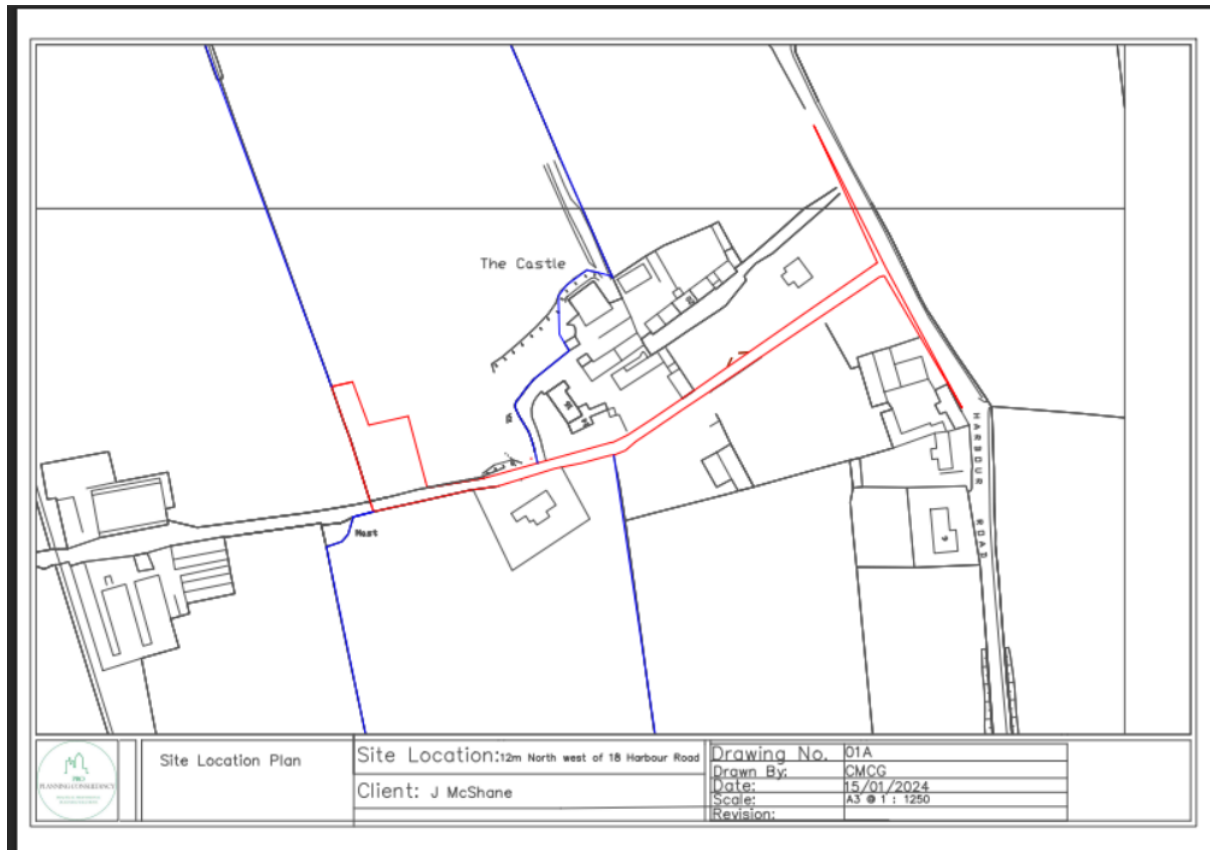 The Castle
Mast
HARBOUR ROAD
9
PRO
PLANNING CONSULTANCY
Site Location Plan
Site Location: 12m North west of 18 Harbour Road
Client: J McShane
Drawing No. 01A
Drawn By: CMCG
Date: 15/01/2024
Scale: A3 @ 1 : 1250
Revision: